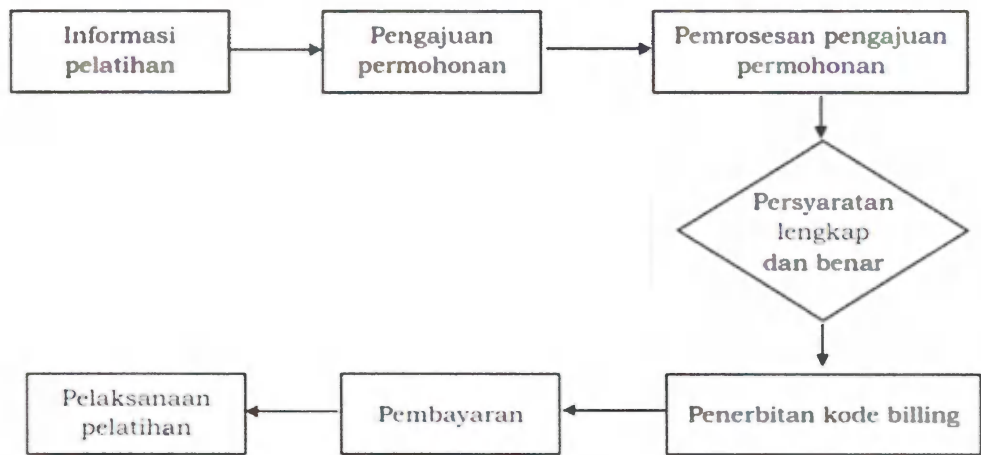 Informasi
pelatihan
Pengajuan
permohonan
Pemrosesan pengajuan
permohonan
Persyaratan
lengkap
dan benar
Penerbitan kode billing
Pembayaran
Pelaksanaan
pelatihan